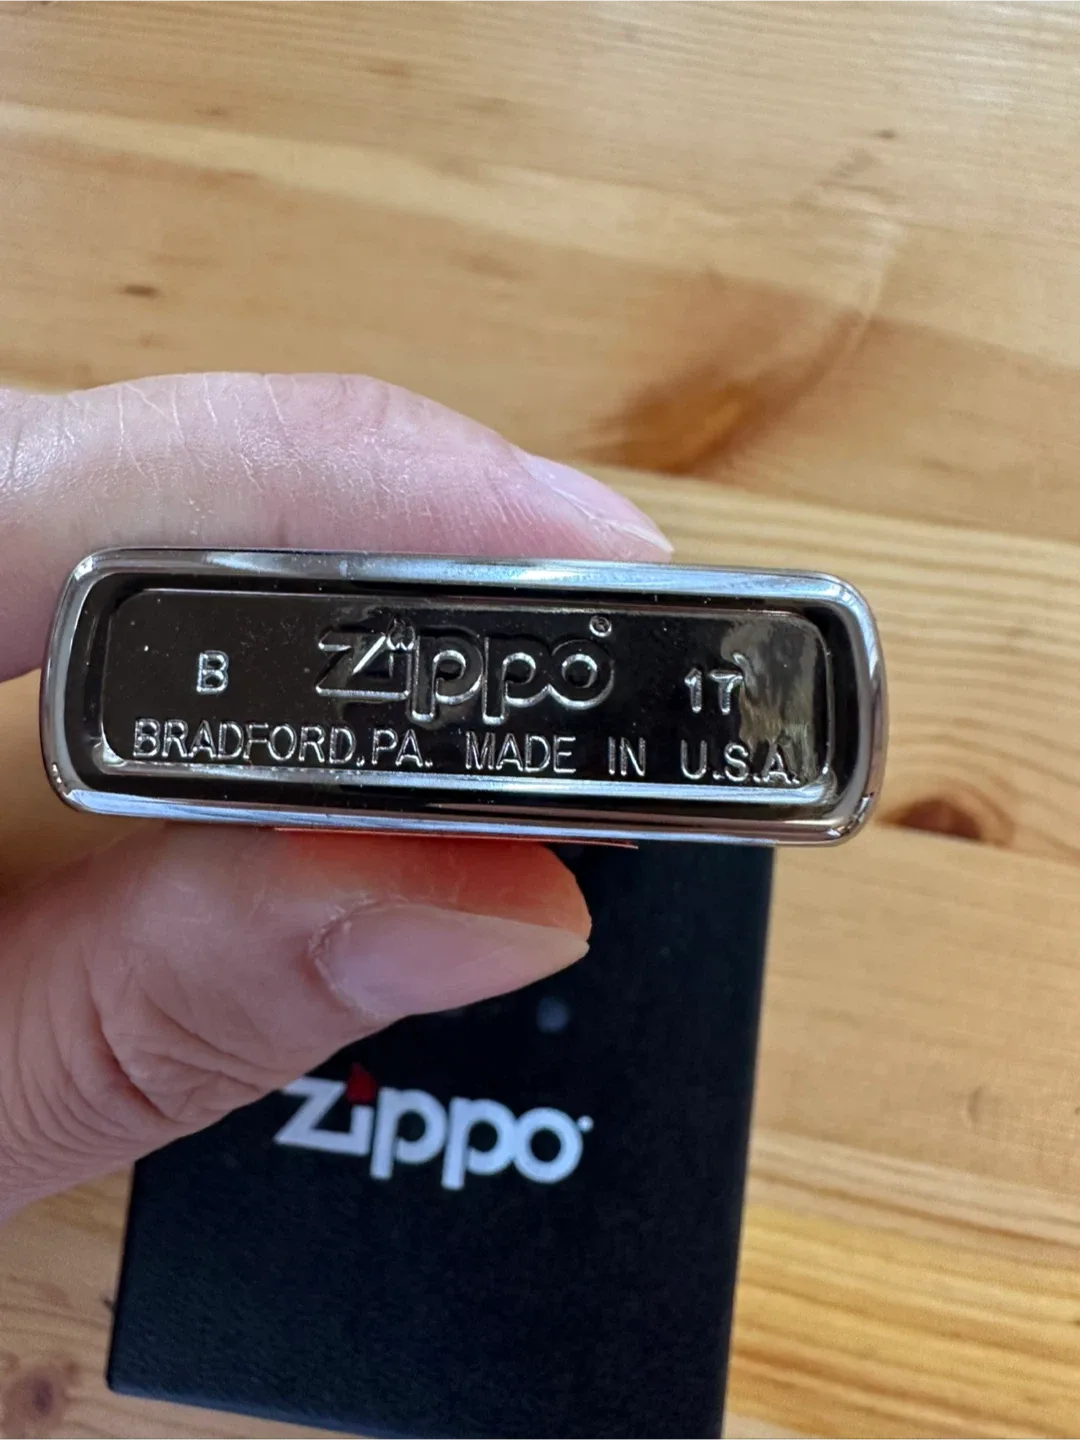 B Zippo® 17
BRADFORD,PA. MADE IN U.S.A.
Zippo